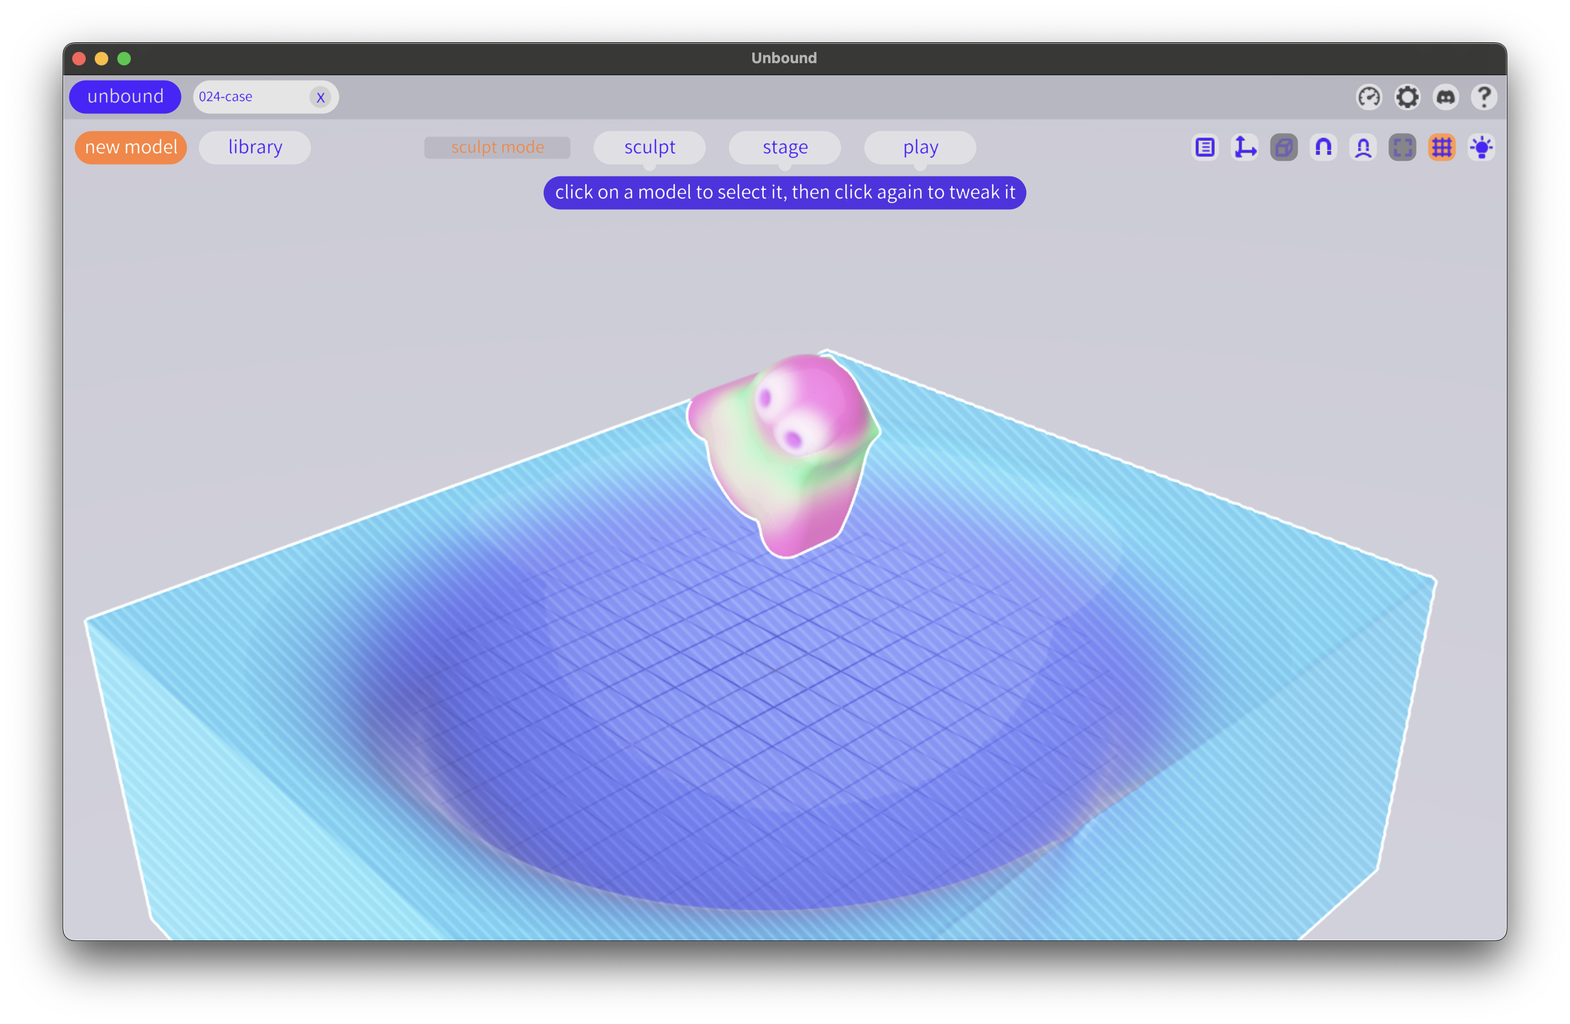 Unbound
unbound
024-case
X
?
new model
library
sculpt mode
sculpt
stage
play
click on a model to select it, then click again to tweak it